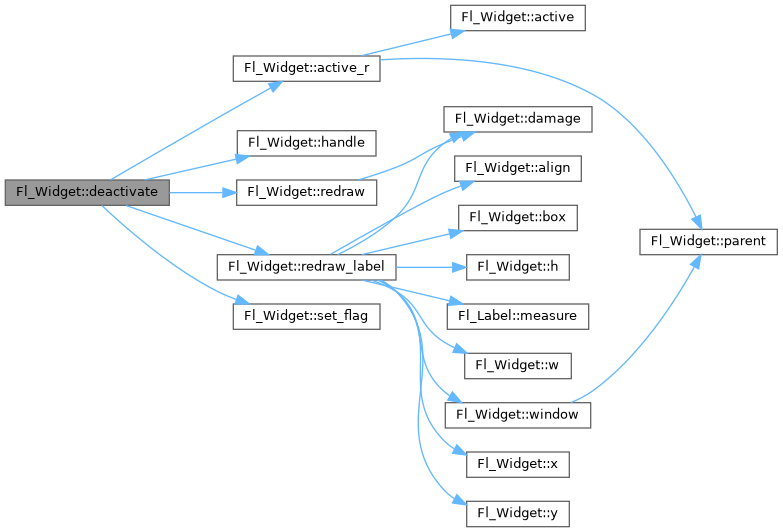 Fl_Widget::deactivate
Fl_Widget::active_r
Fl_Widget::handle
Fl_Widget::redraw
Fl_Widget::redraw_label
Fl_Widget::set_flag
Fl_Widget::active
Fl_Widget::damage
Fl_Widget::align
Fl_Widget::box
Fl_Widget::h
Fl_Label::measure
Fl_Widget::w
Fl_Widget::window
Fl_Widget::x
Fl_Widget::y
Fl_Widget::parent